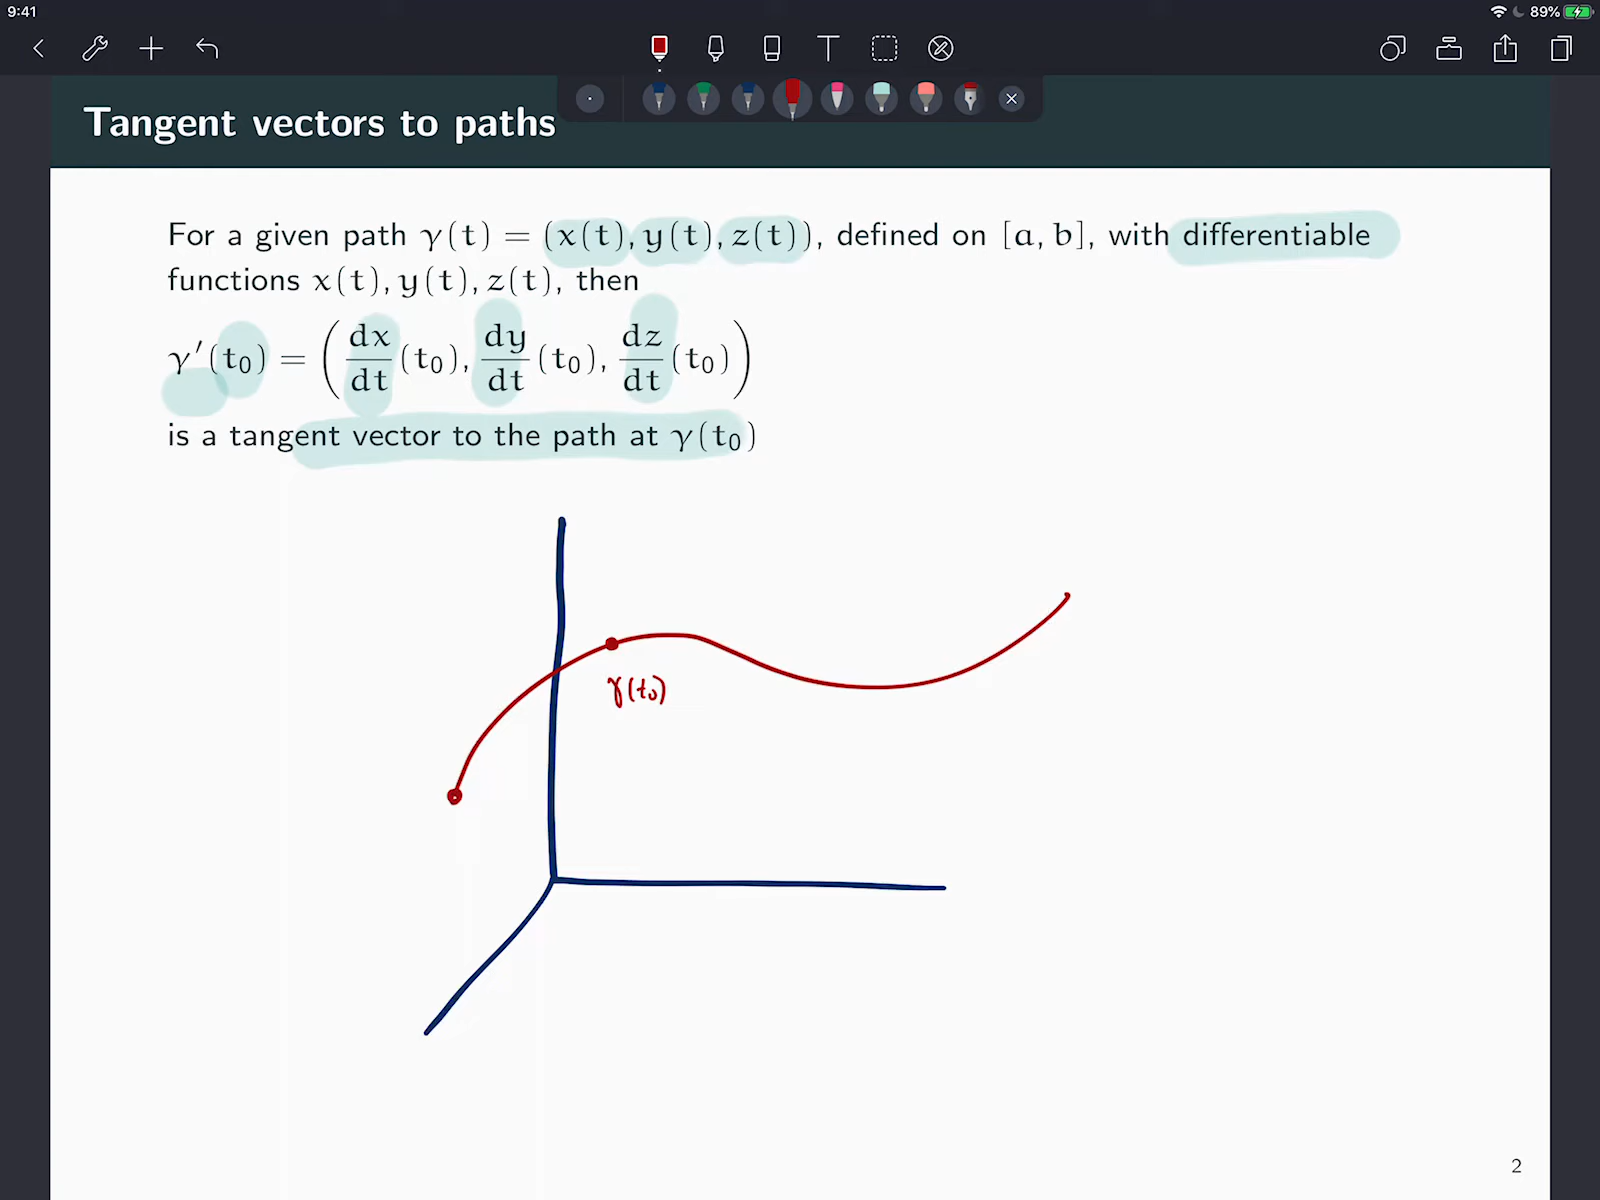 9:41
89%
Tangent vectors to paths
For a given path γ(t) = (x(t), y(t), z(t)), defined on [a, b], with differentiable
functions x(t), y(t), z(t), then
γ′(t₀) = (dx/dt (t₀), dy/dt (t₀), dz/dt (t₀))
is a tangent vector to the path at γ(t₀)
γ(t₀)
2